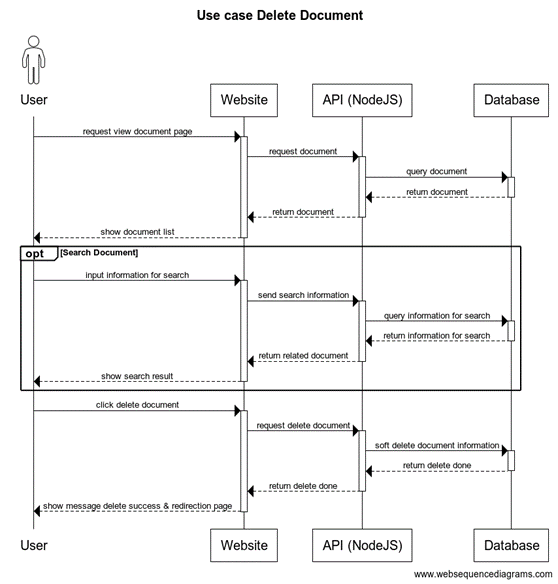 Use case Delete Document
User
Website
API (NodeJS)
Database
request view document page
request document
query document
return document
return document
show document list
opt
[Search Document]
input information for search
send search information
query information for search
return information for search
return related document
show search result
click delete document
request delete document
soft delete document information
return delete done
return delete done
show message delete success & redirection page
User
Website
API (NodeJS)
Database
www.websequencediagrams.com